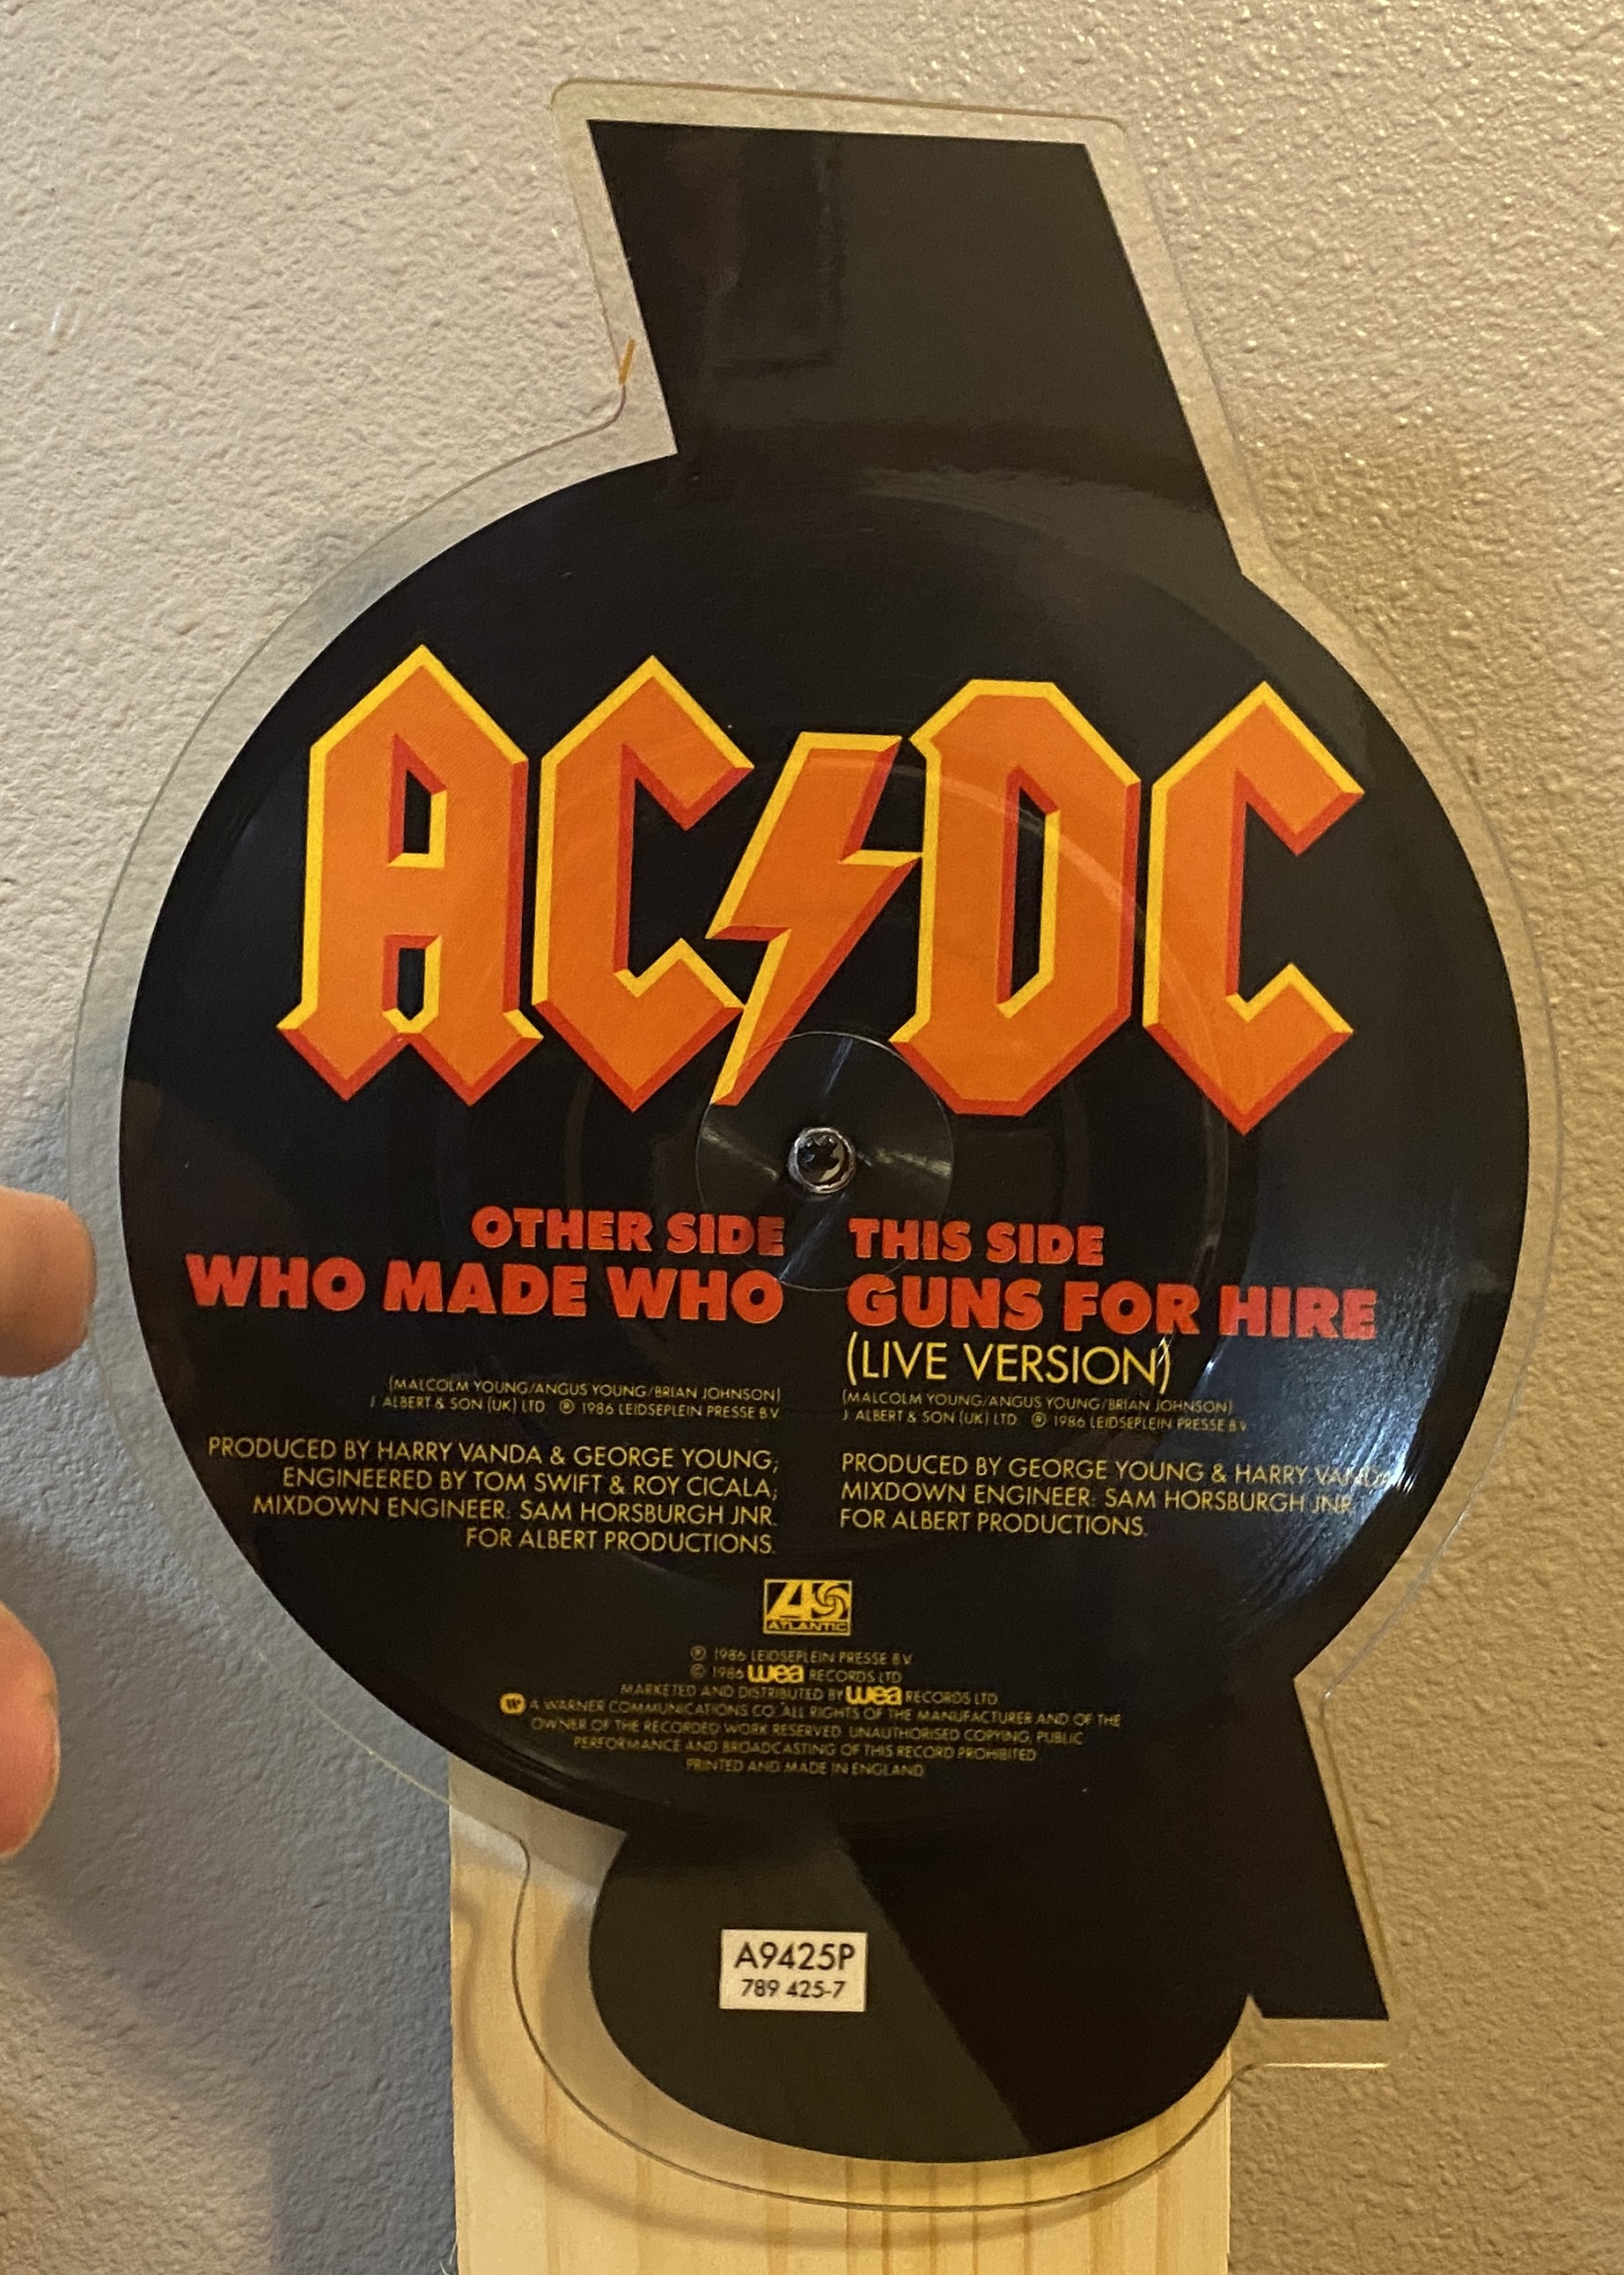 AC⚡DC
OTHER SIDE
WHO MADE WHO
(MALCOLM YOUNG/ANGUS YOUNG/BRIAN JOHNSON)
J. ALBERT & SON (UK) LTD. ℗ 1986 LEIDSEPLEIN PRESSE B.V.
PRODUCED BY HARRY VANDA & GEORGE YOUNG;
ENGINEERED BY TOM SWIFT & ROY CICALA;
MIXDOWN ENGINEER: SAM HORSBURGH JNR.
FOR ALBERT PRODUCTIONS.
THIS SIDE
GUNS FOR HIRE
(LIVE VERSION)
(MALCOLM YOUNG/ANGUS YOUNG/BRIAN JOHNSON)
J. ALBERT & SON (UK) LTD. ℗ 1986 LEIDSEPLEIN PRESSE B.V.
PRODUCED BY GEORGE YOUNG & HARRY VANDA
MIXDOWN ENGINEER: SAM HORSBURGH JNR.
FOR ALBERT PRODUCTIONS.
ATLANTIC
℗ 1986 LEIDSEPLEIN PRESSE B.V.
© 1986 wea RECORDS LTD.
MARKETED AND DISTRIBUTED BY wea RECORDS LTD.
A WARNER COMMUNICATIONS CO. ALL RIGHTS OF THE MANUFACTURER AND OF THE
OWNER OF THE RECORDED WORK RESERVED. UNAUTHORISED COPYING, PUBLIC
PERFORMANCE AND BROADCASTING OF THIS RECORD PROHIBITED
PRINTED AND MADE IN ENGLAND
A9425P
789 425-7